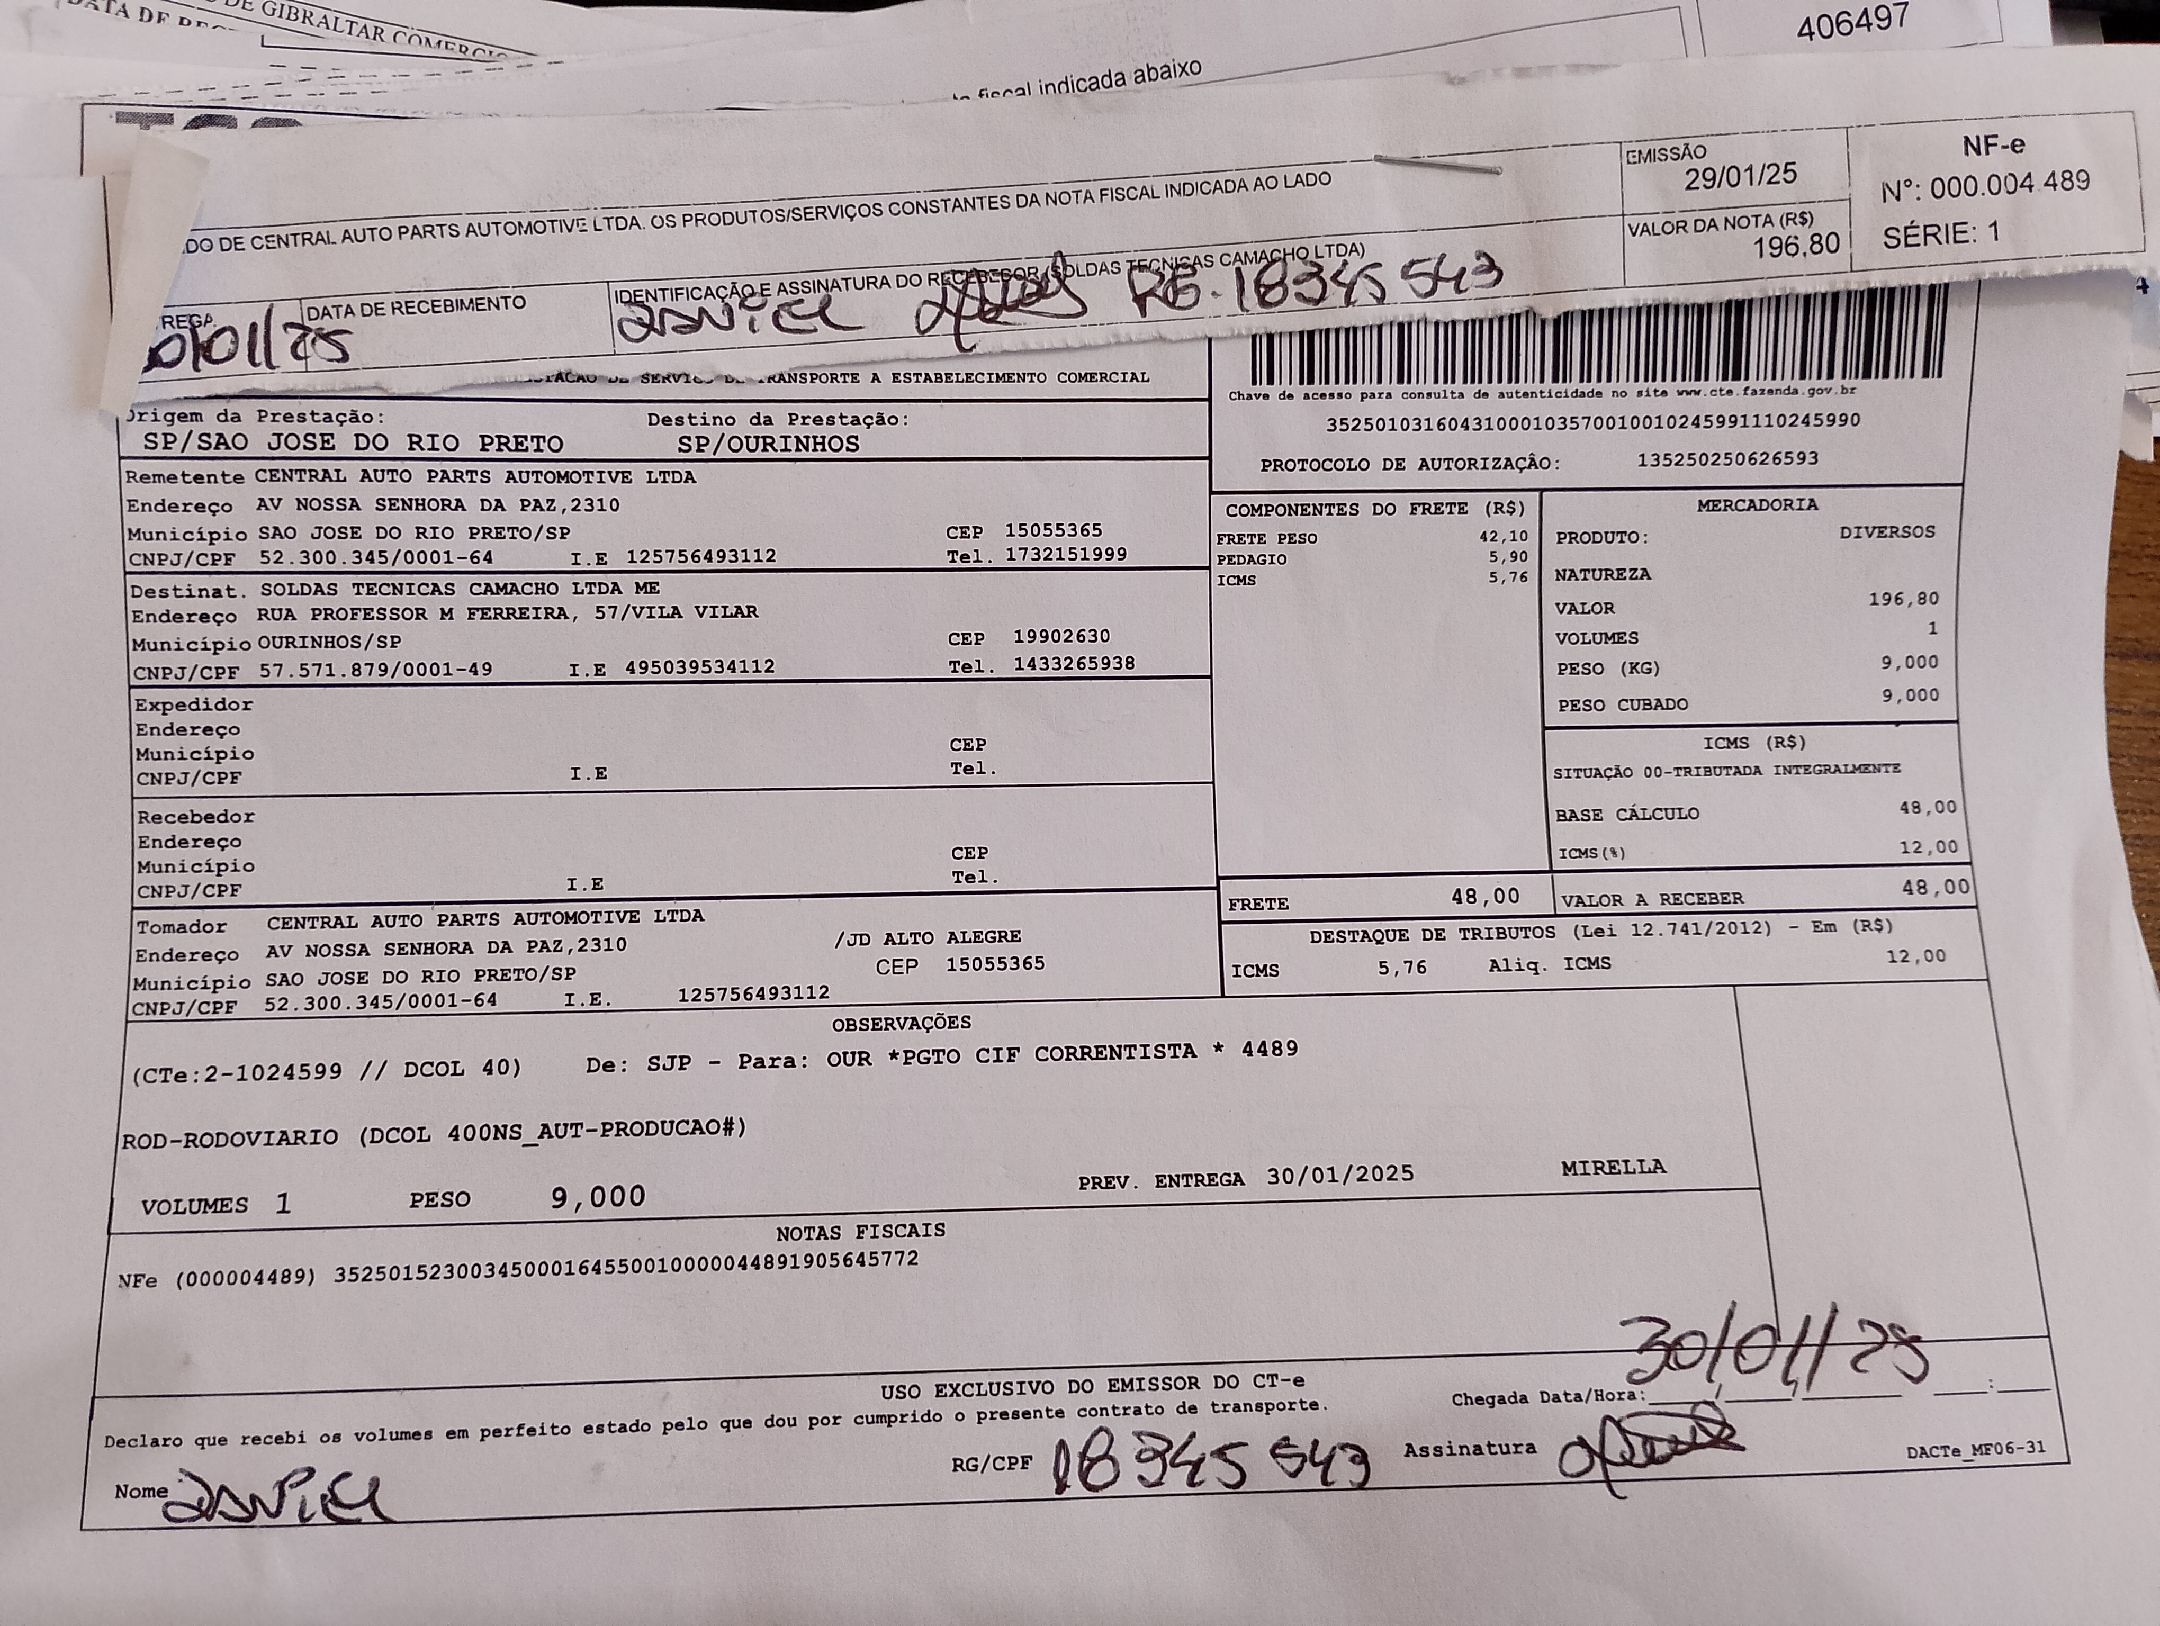 DE GIBRALTAR COMERCIO
DATA DE
406497
fiscal indicada abaixo
DO DE CENTRAL AUTO PARTS AUTOMOTIVE LTDA. OS PRODUTOS/SERVIÇOS CONSTANTES DA NOTA FISCAL INDICADA AO LADO
EMISSÃO
29/01/25
VALOR DA NOTA (R$)
196,80
NF-e
Nº: 000.004.489
SÉRIE: 1
REGA
DATA DE RECEBIMENTO
IDENTIFICAÇÃO E ASSINATURA DO RECEBEDOR (SOLDAS TECNICAS CAMACHO LTDA)
0/01/25
Daniel RG. 18345543
DE SERVIÇO DE TRANSPORTE A ESTABELECIMENTO COMERCIAL
Origem da Prestação: Destino da Prestação:
SP/SAO JOSE DO RIO PRETO SP/OURINHOS
Chave de acesso para consulta de autenticidade no site www.cte.fazenda.gov.br
35250103160431000103570010010245991110245990
PROTOCOLO DE AUTORIZAÇÂO: 135250250626593
Remetente CENTRAL AUTO PARTS AUTOMOTIVE LTDA
Endereço AV NOSSA SENHORA DA PAZ,2310
Município SAO JOSE DO RIO PRETO/SP CEP 15055365
CNPJ/CPF 52.300.345/0001-64 I.E 125756493112 Tel. 1732151999
Destinat. SOLDAS TECNICAS CAMACHO LTDA ME
Endereço RUA PROFESSOR M FERREIRA, 57/VILA VILAR
Município OURINHOS/SP CEP 19902630
CNPJ/CPF 57.571.879/0001-49 I.E 495039534112 Tel. 1433265938
Expedidor
Endereço
Município CEP
CNPJ/CPF I.E Tel.
Recebedor
Endereço
Município CEP
CNPJ/CPF I.E Tel.
Tomador CENTRAL AUTO PARTS AUTOMOTIVE LTDA
Endereço AV NOSSA SENHORA DA PAZ,2310 /JD ALTO ALEGRE
Município SAO JOSE DO RIO PRETO/SP CEP 15055365
CNPJ/CPF 52.300.345/0001-64 I.E. 125756493112
COMPONENTES DO FRETE (R$)
FRETE PESO 42,10
PEDAGIO 5,90
ICMS 5,76
MERCADORIA
PRODUTO: DIVERSOS
NATUREZA
VALOR 196,80
VOLUMES 1
PESO (KG) 9,000
PESO CUBADO 9,000
ICMS (R$)
SITUAÇÃO 00-TRIBUTADA INTEGRALMENTE
BASE CÁLCULO 48,00
ICMS(%) 12,00
FRETE 48,00 VALOR A RECEBER 48,00
DESTAQUE DE TRIBUTOS (Lei 12.741/2012) - Em (R$)
ICMS 5,76 Aliq. ICMS 12,00
OBSERVAÇÕES
(CTe:2-1024599 // DCOL 40) De: SJP - Para: OUR *PGTO CIF CORRENTISTA * 4489
ROD-RODOVIARIO (DCOL 400NS_AUT-PRODUCAO#)
VOLUMES 1 PESO 9,000 PREV. ENTREGA 30/01/2025 MIRELLA
NOTAS FISCAIS
NFe (000004489) 35250152300345000164550010000044891905645772
30/01/25
USO EXCLUSIVO DO EMISSOR DO CT-e
Chegada Data/Hora:
Declaro que recebi os volumes em perfeito estado pelo que dou por cumprido o presente contrato de transporte.
Nome Daniel RG/CPF 18345543 Assinatura
DACTe_MF06-31